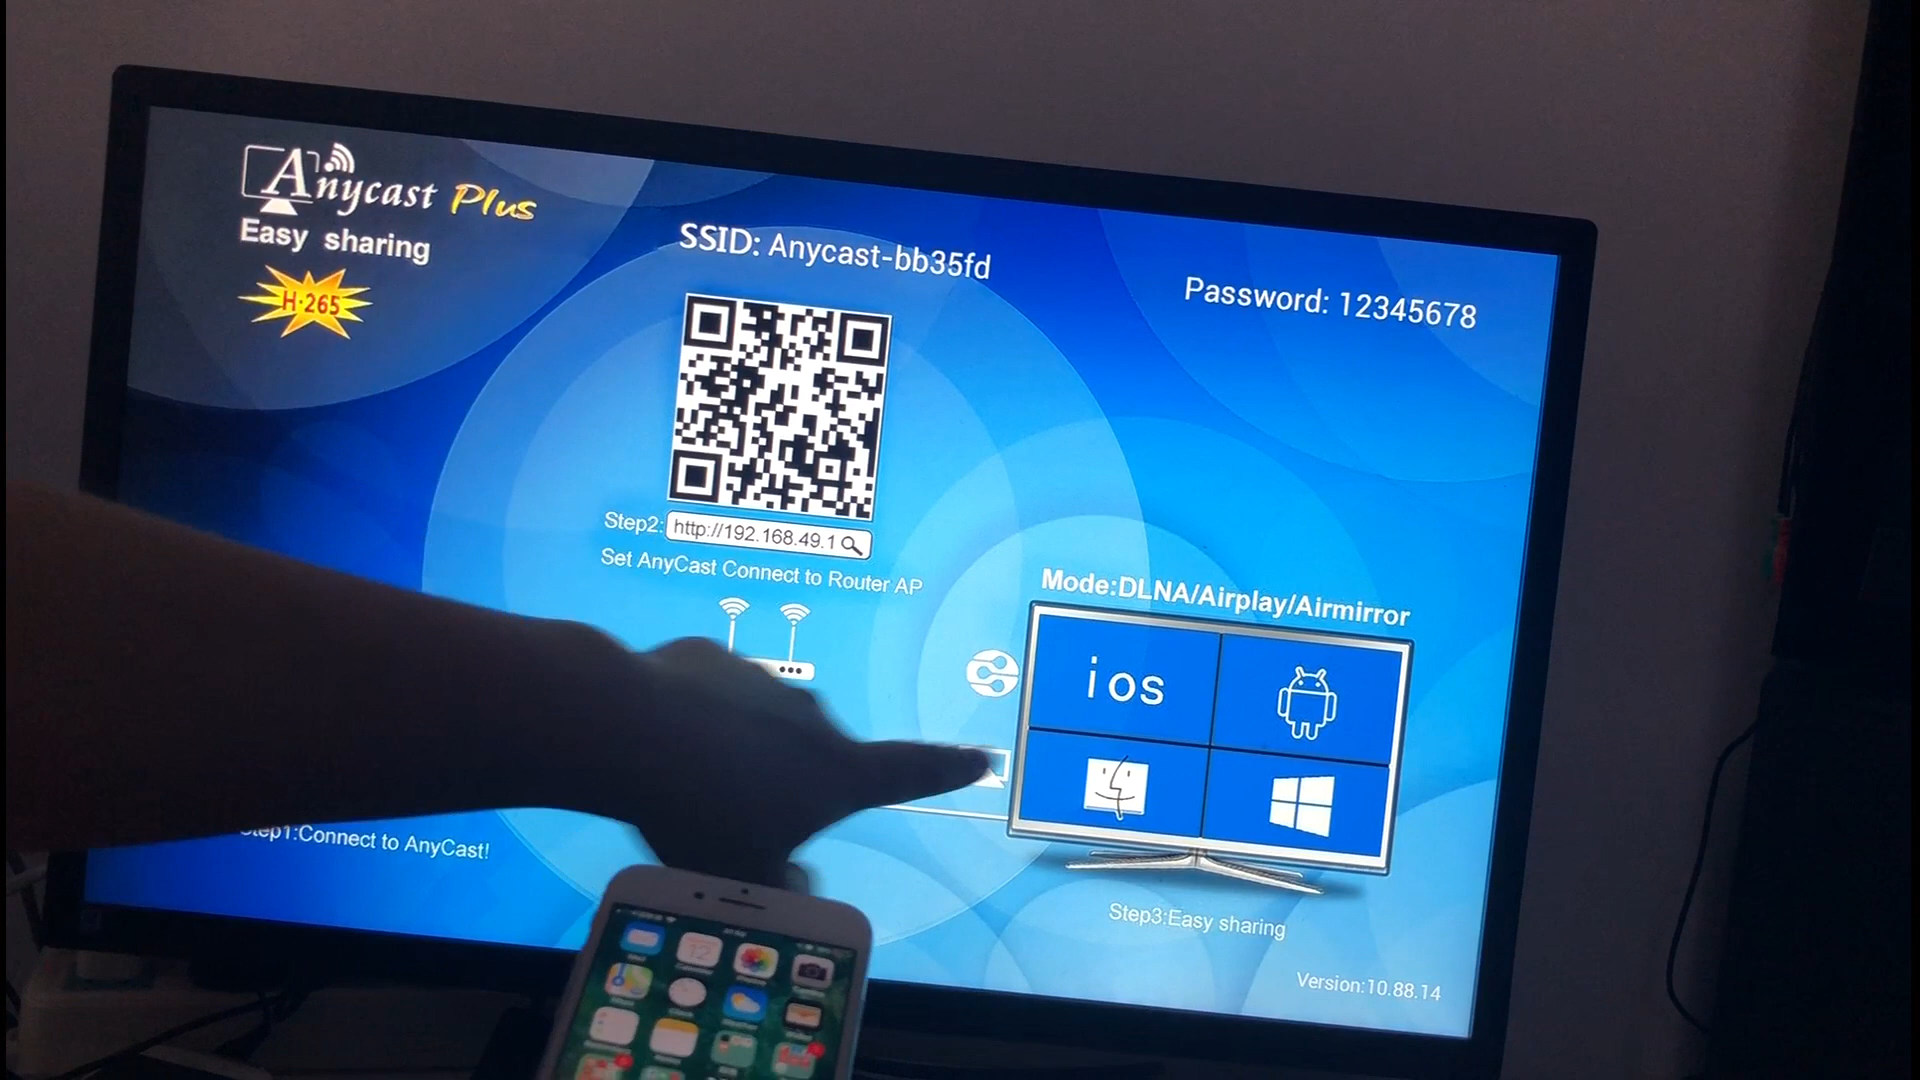 Anycast Plus
Easy sharing
H·265
SSID: Anycast-bb35fd
Password: 12345678
Step2: http://192.168.49.1
Set AnyCast Connect to Router AP
Mode:DLNA/Airplay/Airmirror
ios
Step1:Connect to AnyCast!
Step3:Easy sharing
Version:10.88.14
12